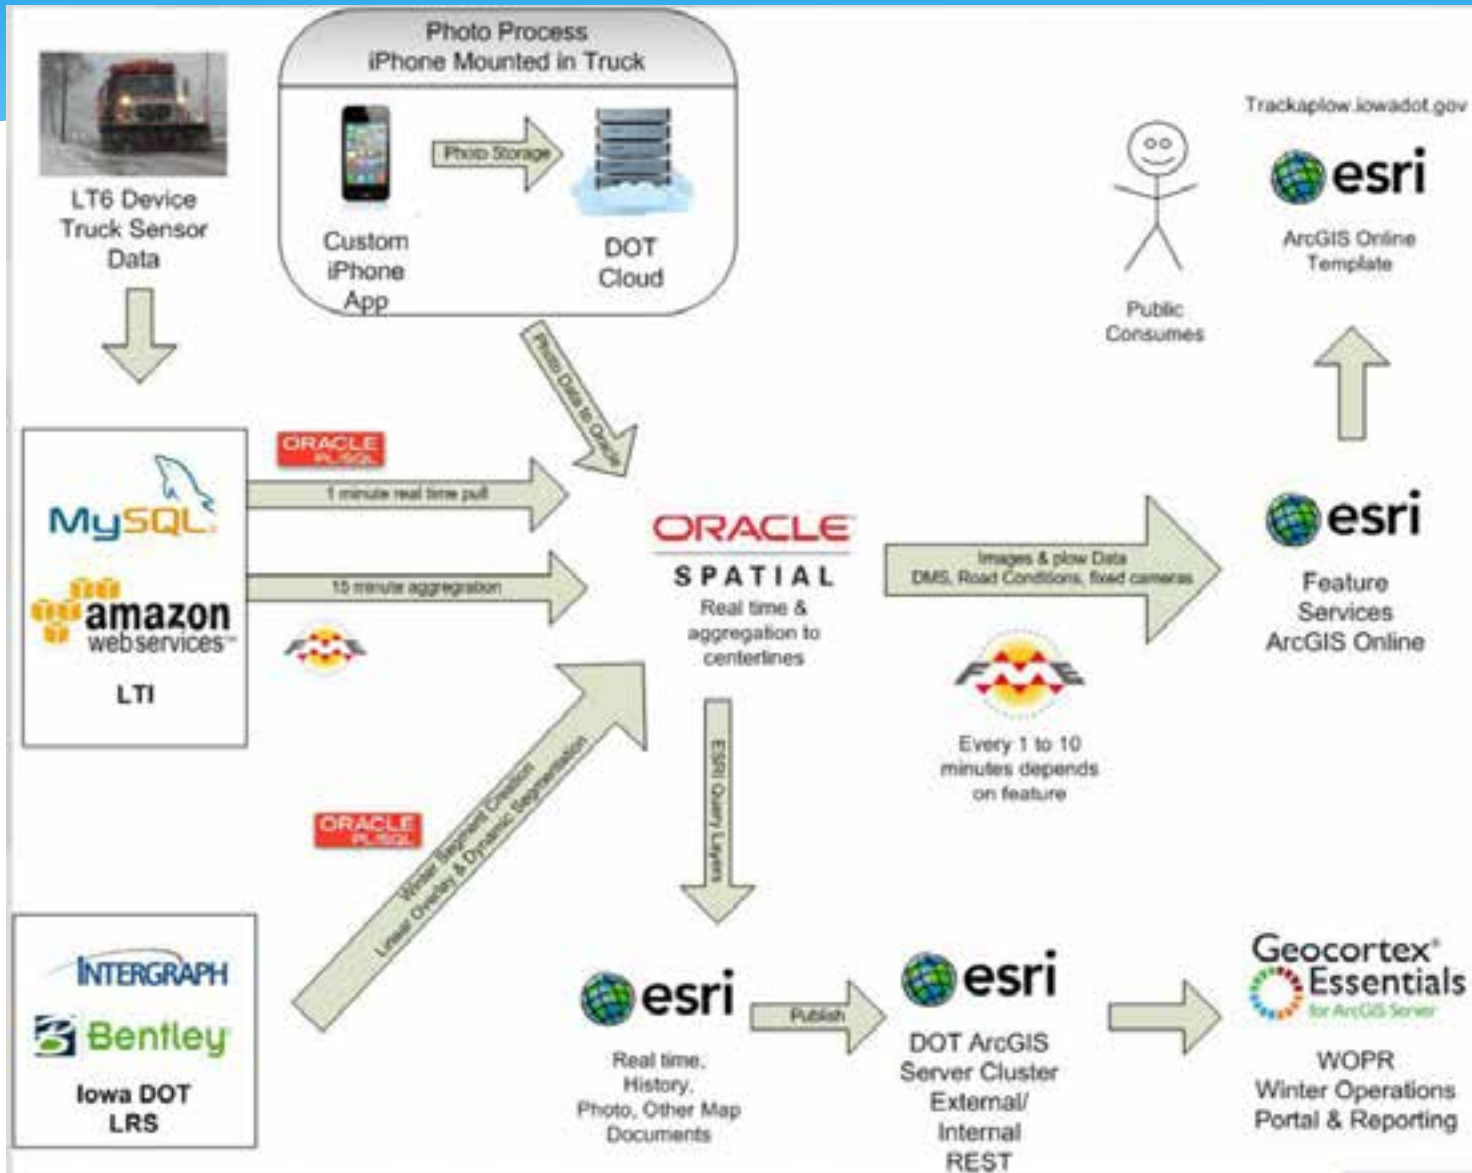 Photo Process
iPhone Mounted in Truck
Photo Storage
Custom
iPhone
App
DOT
Cloud
LT6 Device
Truck Sensor
Data
Trackaplow.iowadot.gov
esri
ArcGIS Online
Template
Public
Consumes
Photo Data to Oracle
MySQL
amazon
webservices™
LTI
ORACLE
PL/SQL
1 minute real time pull
15 minute aggregration
FME
ORACLE
SPATIAL
Real time &
aggregation to
centerlines
Images & plow Data
DMS, Road Conditions, fixed cameras
FME
Every 1 to 10
minutes depends
on feature
esri
Feature
Services
ArcGIS Online
ORACLE
PL/SQL
Winter Segment Creation
Linear Overlay & Dynamic Segmentation
ESRI Query Layers
INTERGRAPH
Bentley
Iowa DOT
LRS
esri
Real time,
History,
Photo, Other Map
Documents
Publish
esri
DOT ArcGIS
Server Cluster
External/
Internal
REST
Geocortex®
Essentials
for ArcGIS Server
WOPR
Winter Operations
Portal & Reporting